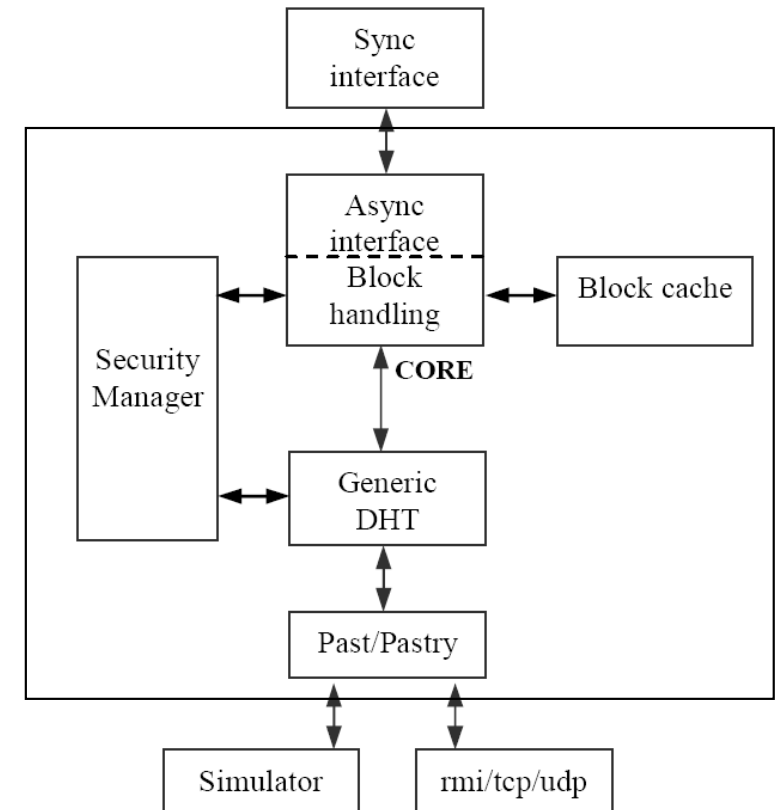 Sync
interface
Async
interface
Block
handling
Block cache
Security
Manager
CORE
Generic
DHT
Past/Pastry
Simulator
rmi/tcp/udp